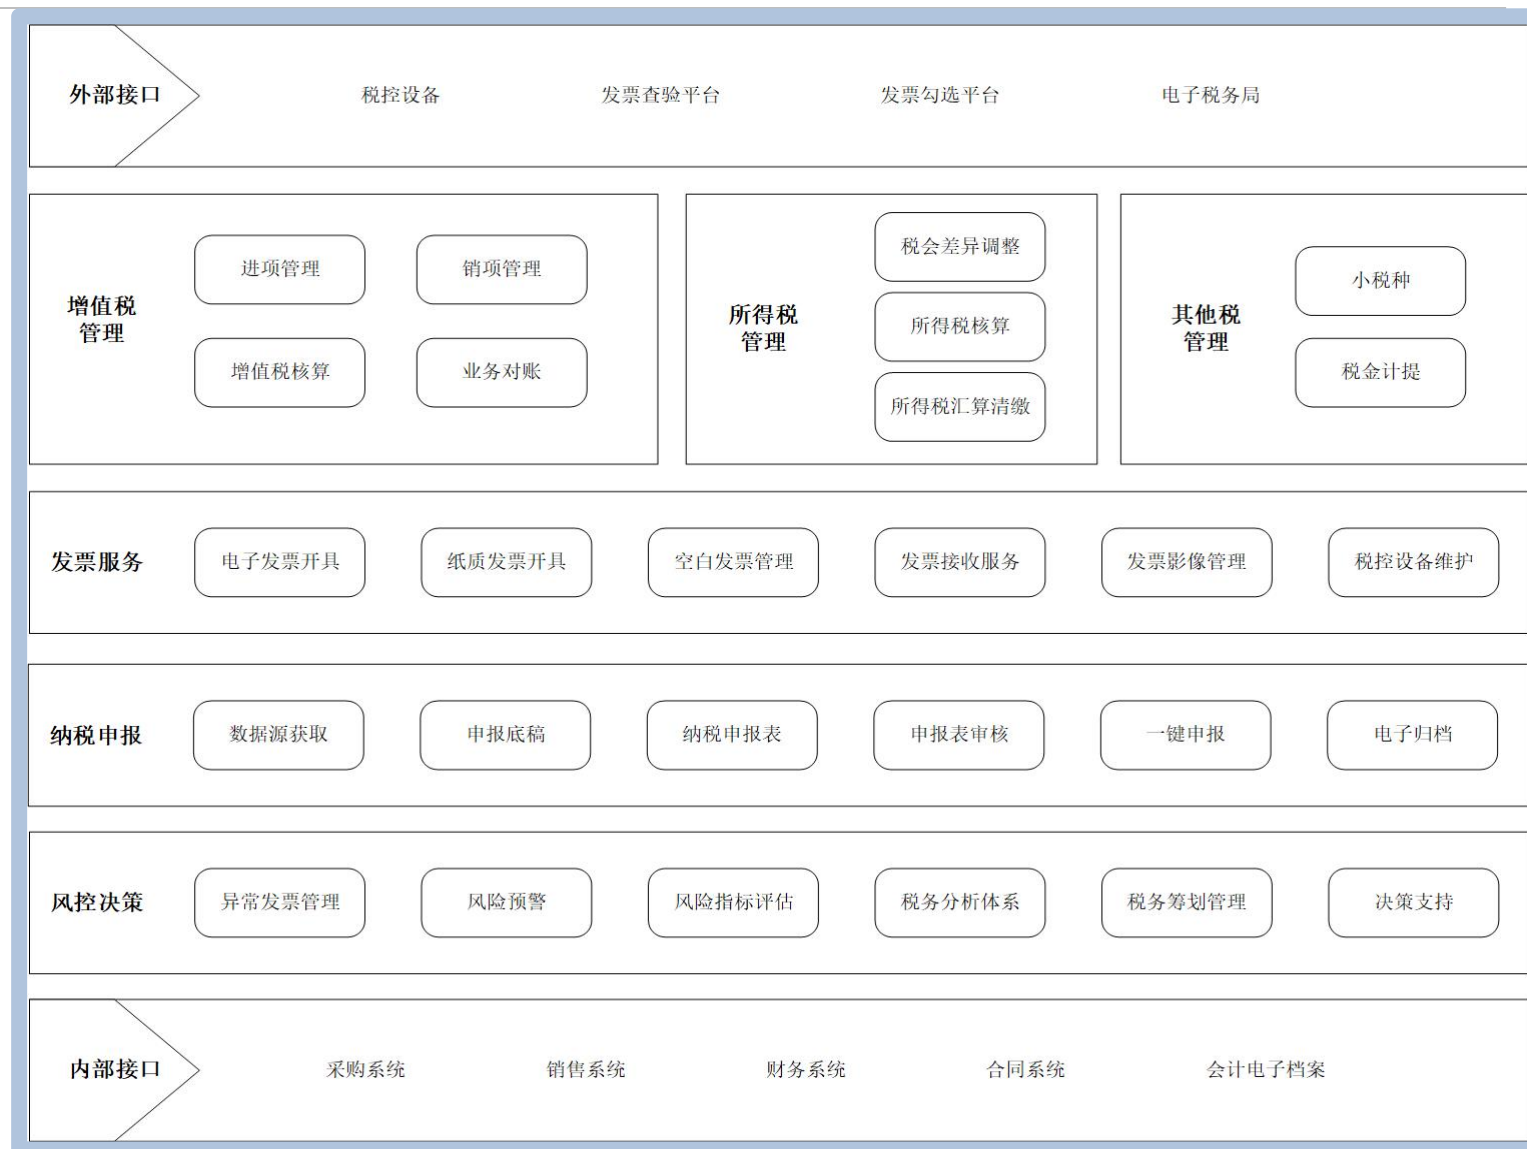 外部接口 税控设备 发票查验平台 发票勾选平台 电子税务局
增值税
管理
进项管理 销项管理
增值税核算 业务对账
所得税
管理
税会差异调整
所得税核算
所得税汇算清缴
其他税
管理
小税种
税金计提
发票服务 电子发票开具 纸质发票开具 空白发票管理 发票接收服务 发票影像管理 税控设备维护
纳税申报 数据源获取 申报底稿 纳税申报表 申报表审核 一键申报 电子归档
风控决策 异常发票管理 风险预警 风险指标评估 税务分析体系 税务筹划管理 决策支持
内部接口 采购系统 销售系统 财务系统 合同系统 会计电子档案